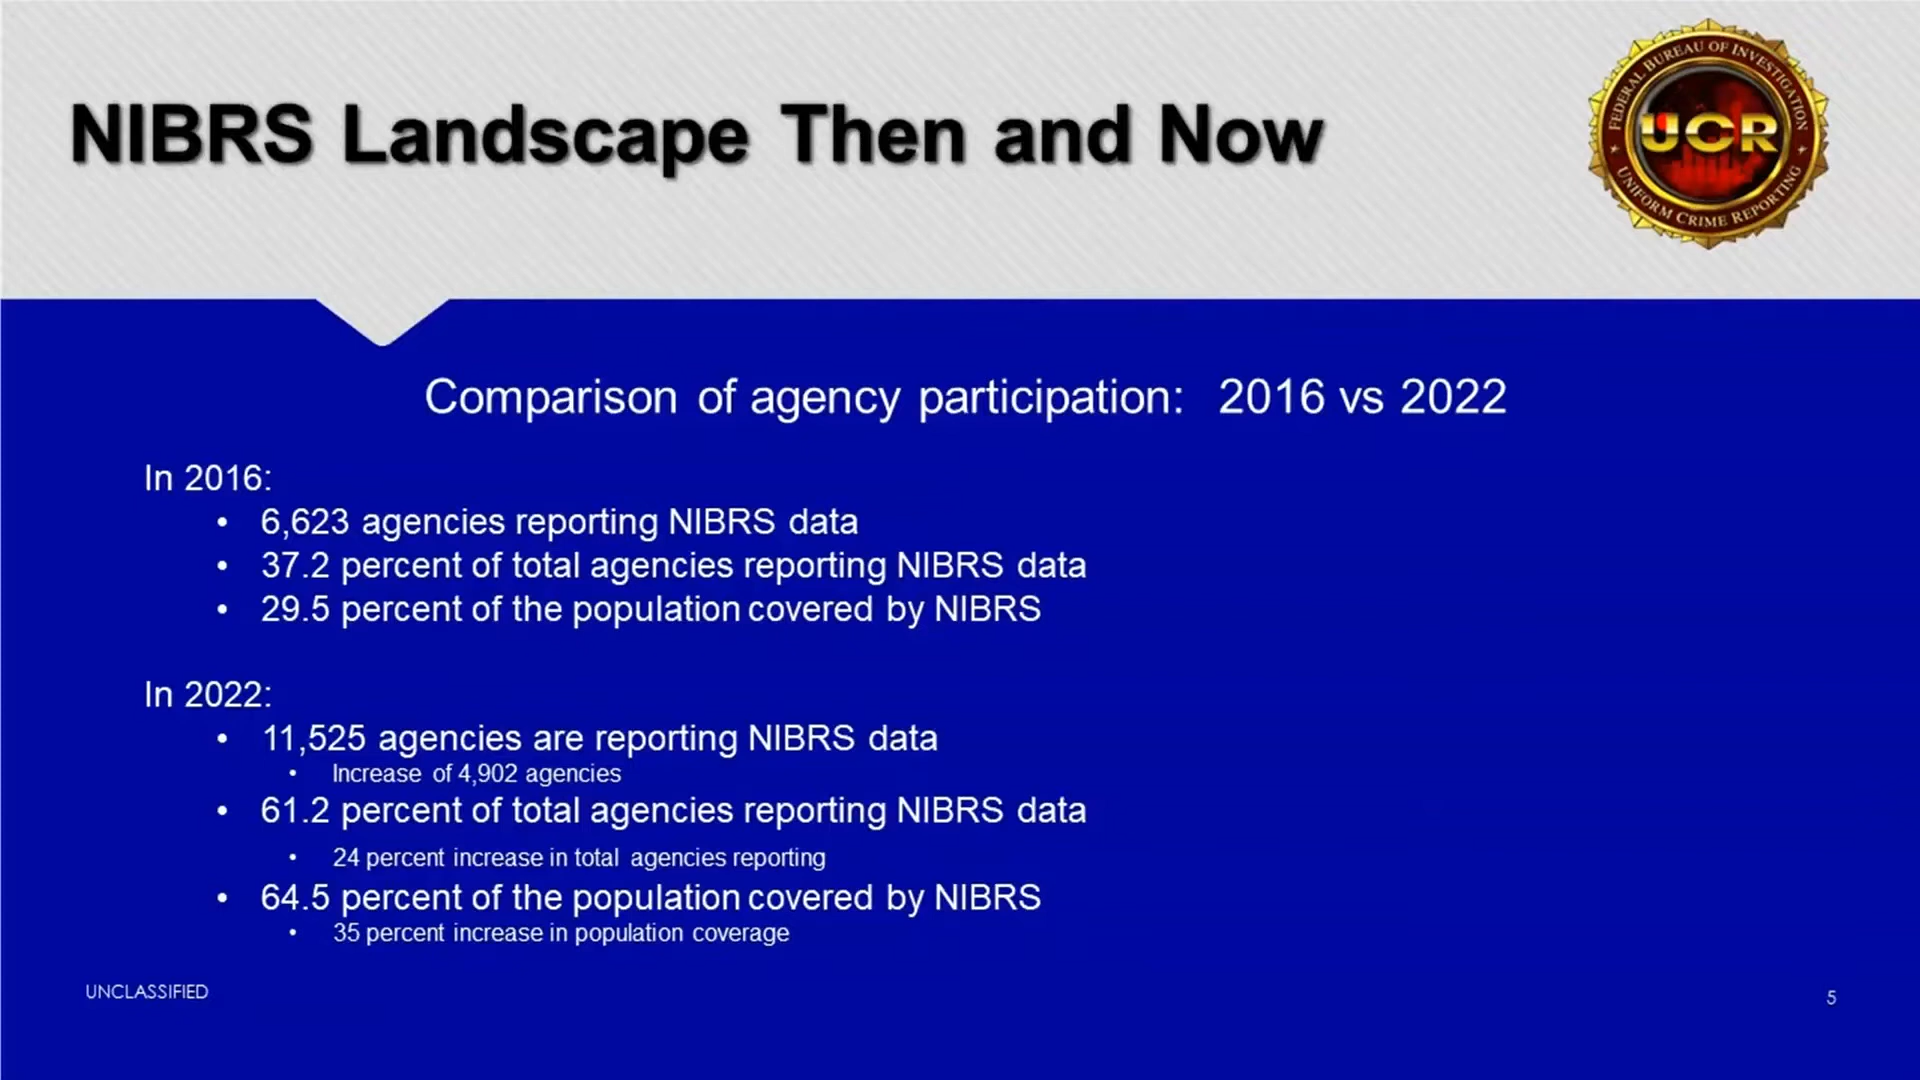 NIBRS Landscape Then and Now
FEDERAL BUREAU OF INVESTIGATION
UCR
UNIFORM CRIME REPORTING
Comparison of agency participation: 2016 vs 2022
In 2016:
• 6,623 agencies reporting NIBRS data
• 37.2 percent of total agencies reporting NIBRS data
• 29.5 percent of the population covered by NIBRS
In 2022:
• 11,525 agencies are reporting NIBRS data
• Increase of 4,902 agencies
• 61.2 percent of total agencies reporting NIBRS data
• 24 percent increase in total agencies reporting
• 64.5 percent of the population covered by NIBRS
• 35 percent increase in population coverage
UNCLASSIFIED
5